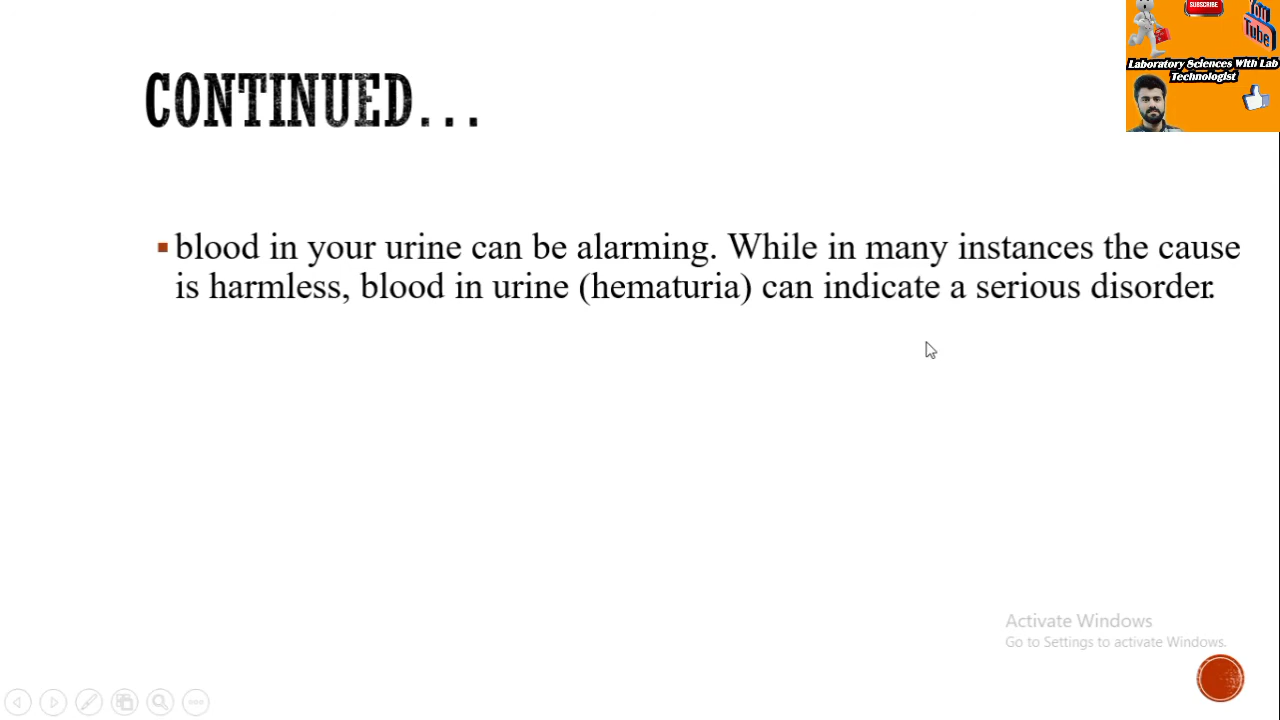 SUBSCRIBE
You
Tube
Laboratory Sciences With Lab
Technologist
CONTINUED...
blood in your urine can be alarming. While in many instances the cause
is harmless, blood in urine (hematuria) can indicate a serious disorder.
Activate Windows
Go to Settings to activate Windows.